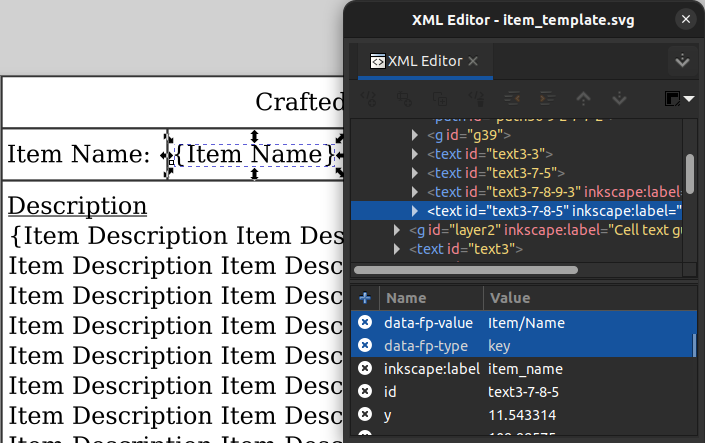 XML Editor - item_template.svg
XML Editor
Crafted
Item Name: {Item Name}
Description
{Item Description Item Des
Item Description Item Desc
Item Description Item Desc
Item Description Item Desc
Item Description Item Desc
Item Description Item Desc
Item Description Item Desc
<g id="g39">
<text id="text3-3">
<text id="text3-7-5">
<text id="text3-7-8-9-3" inkscape:label=
<text id="text3-7-8-5" inkscape:label="
<g id="layer2" inkscape:label="Cell text g
<text id="text3">
Name Value
data-fp-value Item/Name
data-fp-type key
inkscape:label item_name
id text3-7-8-5
y 11.543314